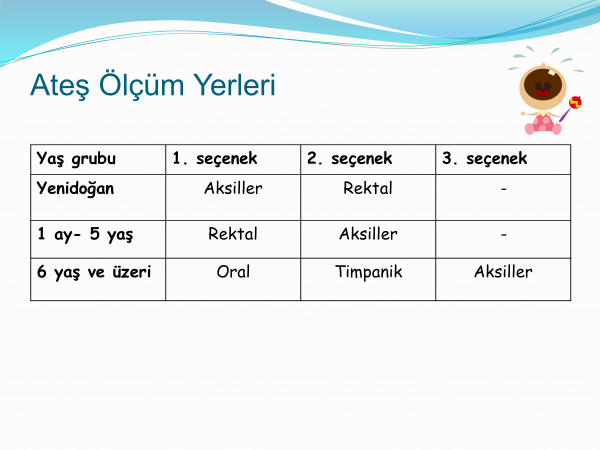 Ateş Ölçüm Yerleri
Yaş grubu 1. seçenek 2. seçenek 3. seçenek
Yenidoğan Aksiller Rektal -
1 ay- 5 yaş Rektal Aksiller -
6 yaş ve üzeri Oral Timpanik Aksiller